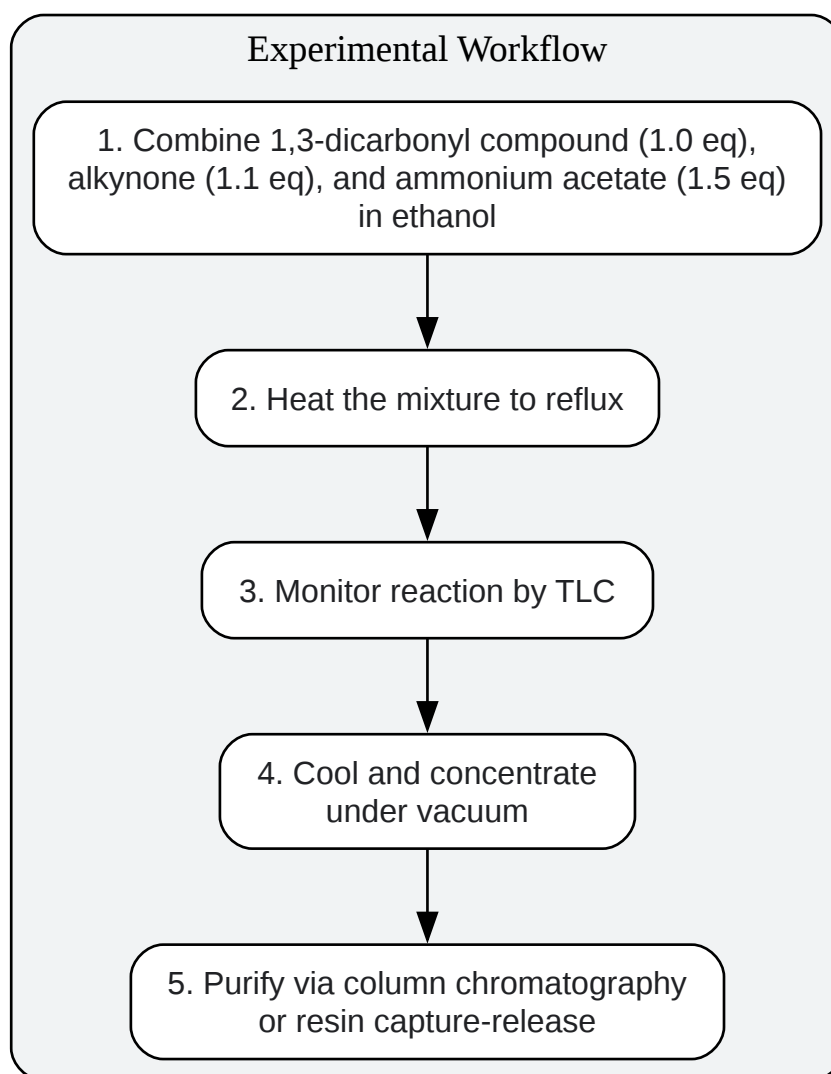 Experimental Workflow
1. Combine 1,3-dicarbonyl compound (1.0 eq),
alkynone (1.1 eq), and ammonium acetate (1.5 eq)
in ethanol
2. Heat the mixture to reflux
3. Monitor reaction by TLC
4. Cool and concentrate
under vacuum
5. Purify via column chromatography
or resin capture-release